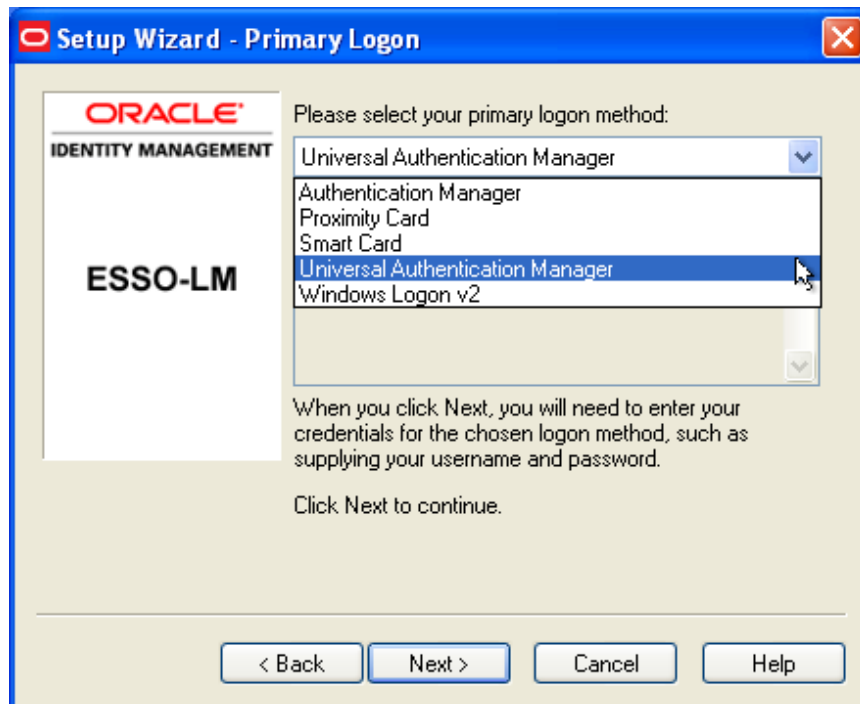 Setup Wizard - Primary Logon
ORACLE
IDENTITY MANAGEMENT
ESSO-LM
Please select your primary logon method:
Universal Authentication Manager
Authentication Manager
Proximity Card
Smart Card
Universal Authentication Manager
Windows Logon v2
When you click Next, you will need to enter your
credentials for the chosen logon method, such as
supplying your username and password.
Click Next to continue.
< Back
Next >
Cancel
Help